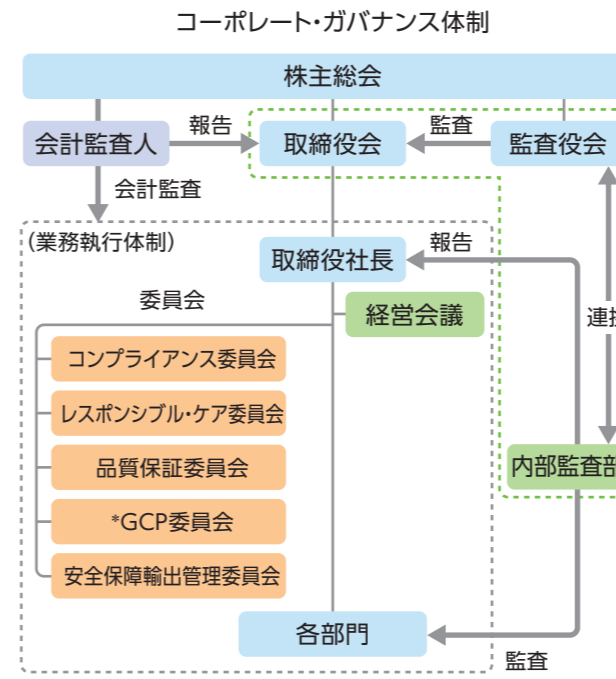 コーポレート・ガバナンス体制
株主総会
会計監査人
報告
取締役会
監査
監査役会
会計監査
(業務執行体制)
取締役社長
報告
委員会
経営会議
連
コンプライアンス委員会
レスポンシブル・ケア委員会
品質保証委員会
内部監査部
*GCP委員会
安全保障輸出管理委員会
各部門
監査